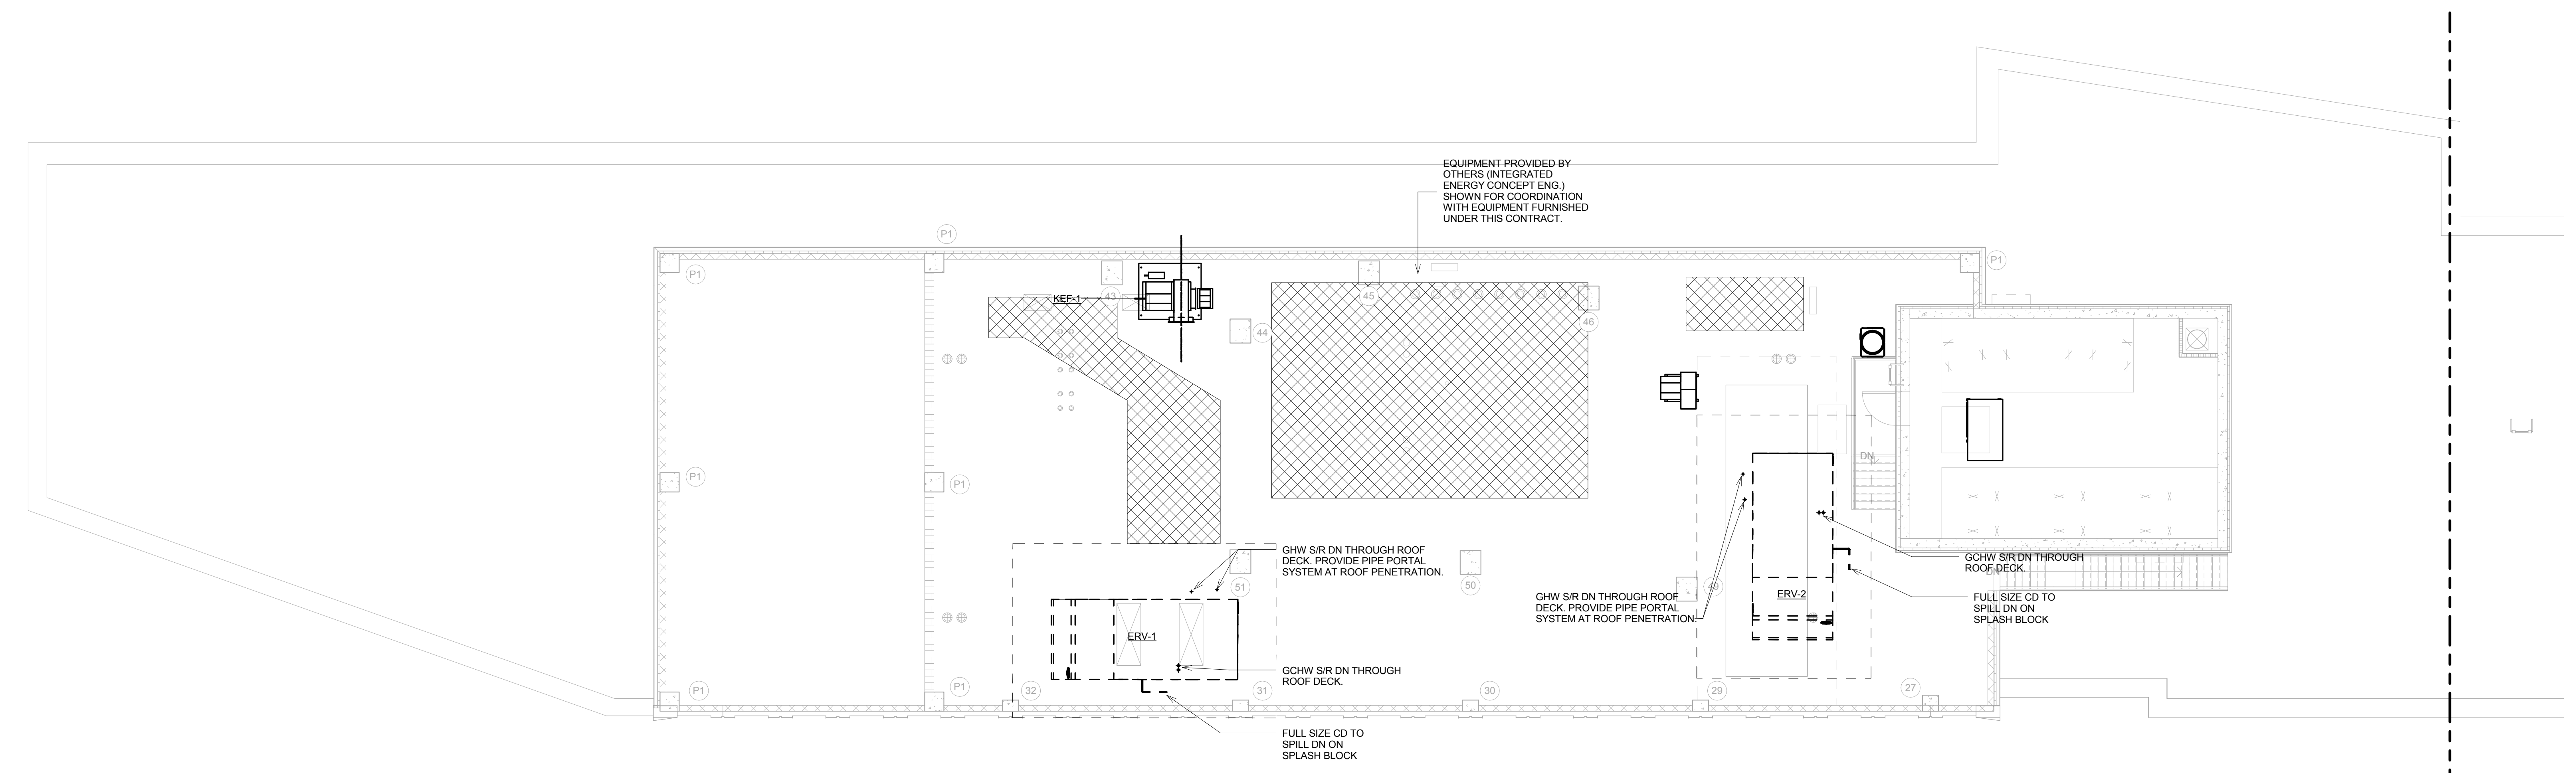 EQUIPMENT PROVIDED BY
OTHERS (INTEGRATED
ENERGY CONCEPT ENG.)
SHOWN FOR COORDINATION
WITH EQUIPMENT FURNISHED
UNDER THIS CONTRACT.
P1
P1
P1
KEF-1
43
45
46
44
DN
P1
P1
GHW S/R DN THROUGH ROOF
DECK. PROVIDE PIPE PORTAL
SYSTEM AT ROOF PENETRATION.
GCHW S/R DN THROUGH
ROOF DECK.
DN
51
50
49
GHW S/R DN THROUGH ROOF
DECK. PROVIDE PIPE PORTAL
SYSTEM AT ROOF PENETRATION.
ERV-2
FULL SIZE CD TO
SPILL DN ON
SPLASH BLOCK
ERV-1
GCHW S/R DN THROUGH
ROOF DECK.
P1
P1
32
31
30
29
27
FULL SIZE CD TO
SPILL DN ON
SPLASH BLOCK